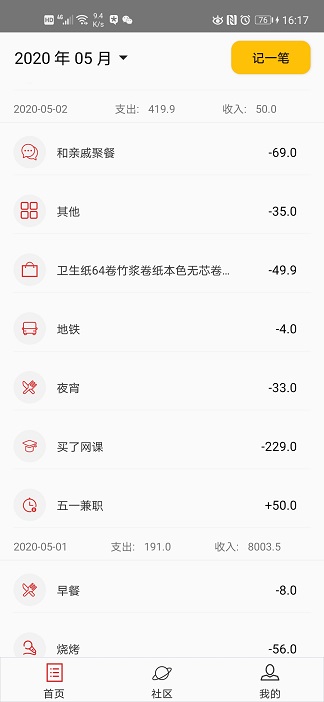 HD 4G 9.4 K/s 76 16:17
2020 年 05 月 记一笔
2020-05-02 支出: 419.9 收入: 50.0
和亲戚聚餐 -69.0
其他 -35.0
卫生纸64卷竹浆卷纸本色无芯卷... -49.9
地铁 -4.0
夜宵 -33.0
买了网课 -229.0
五一兼职 +50.0
2020-05-01 支出: 191.0 收入: 8003.5
早餐 -8.0
烧烤 -56.0
首页 社区 我的